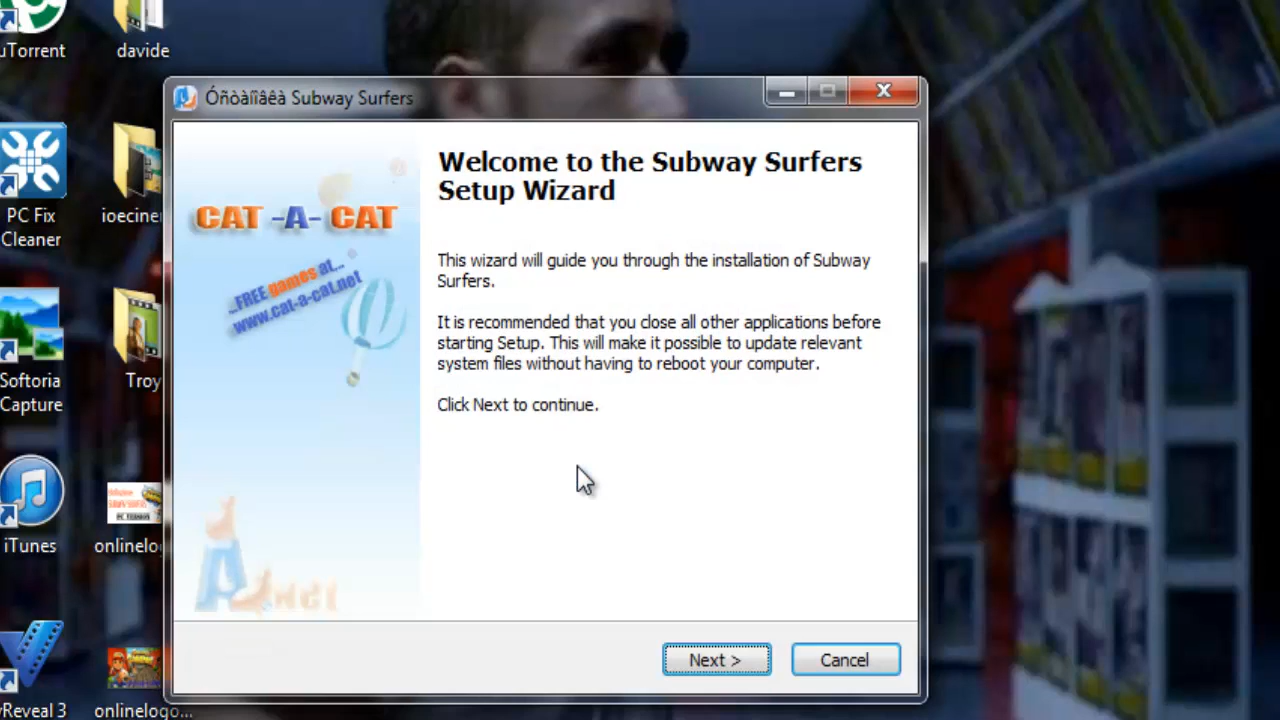 uTorrent
davide
Óñòàíîâêà Subway Surfers
Welcome to the Subway Surfers
Setup Wizard
CAT -A- CAT
...FREE games at...
www.cat-a-cat.net
This wizard will guide you through the installation of Subway
Surfers.
It is recommended that you close all other applications before
starting Setup. This will make it possible to update relevant
system files without having to reboot your computer.
Click Next to continue.
Next >
Cancel
PC Fix
Cleaner
ioeciner
Softoria
Capture
Troy
iTunes
onlinelo
vReveal 3
onlinelogo...